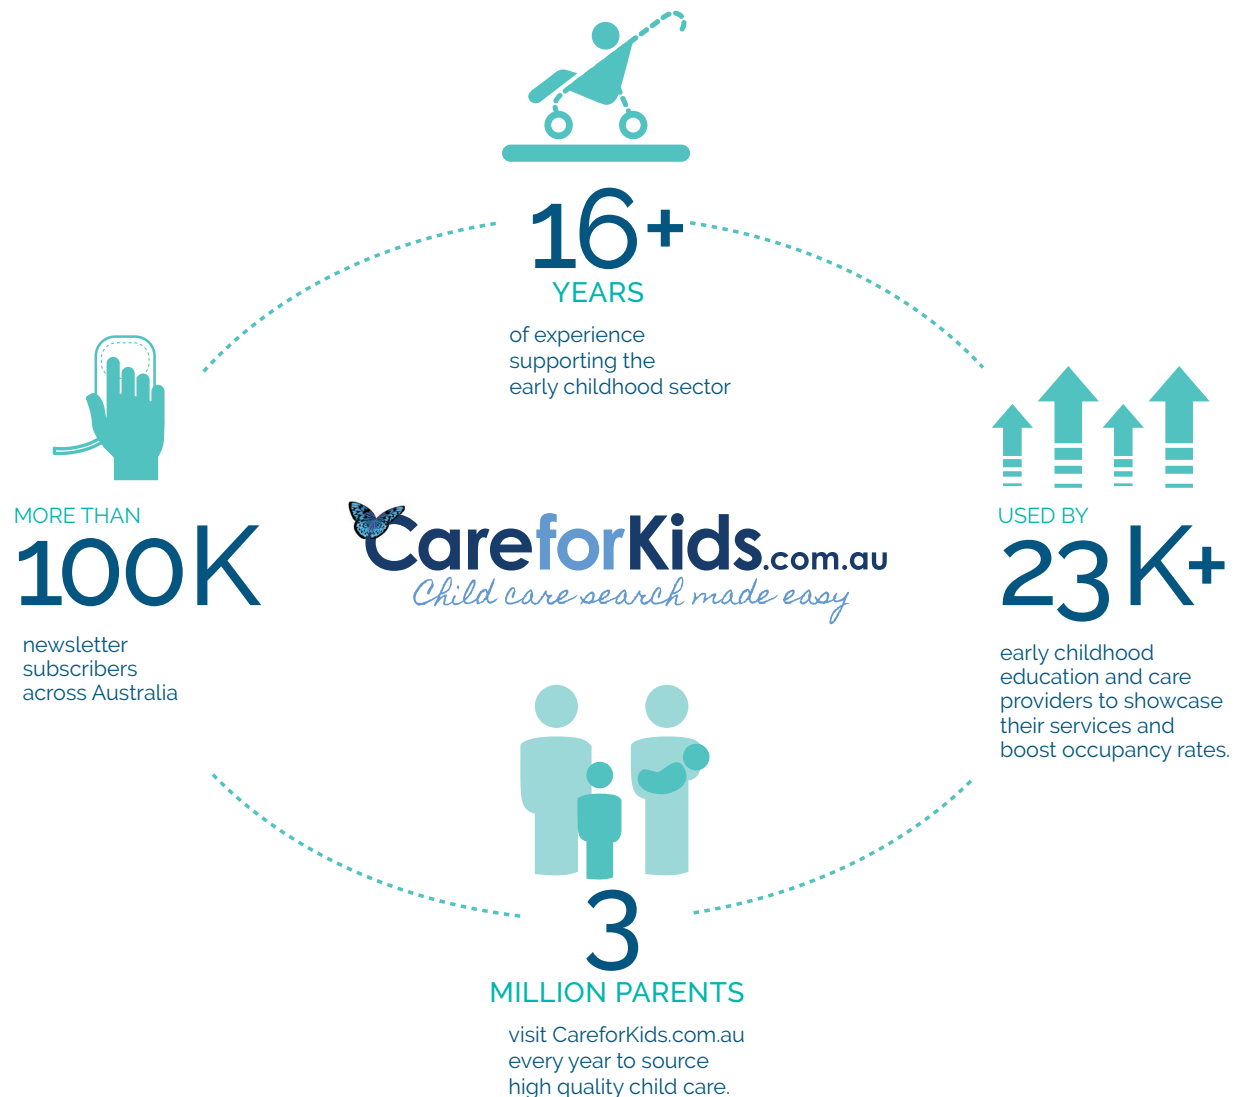 16+
YEARS
of experience
supporting the
early childhood sector
MORE THAN
100K
newsletter
subscribers
across Australia
CareforKids.com.au
Child care search made easy
USED BY
23K+
early childhood
education and care
providers to showcase
their services and
boost occupancy rates.
3
MILLION PARENTS
visit CareforKids.com.au
every year to source
high quality child care.